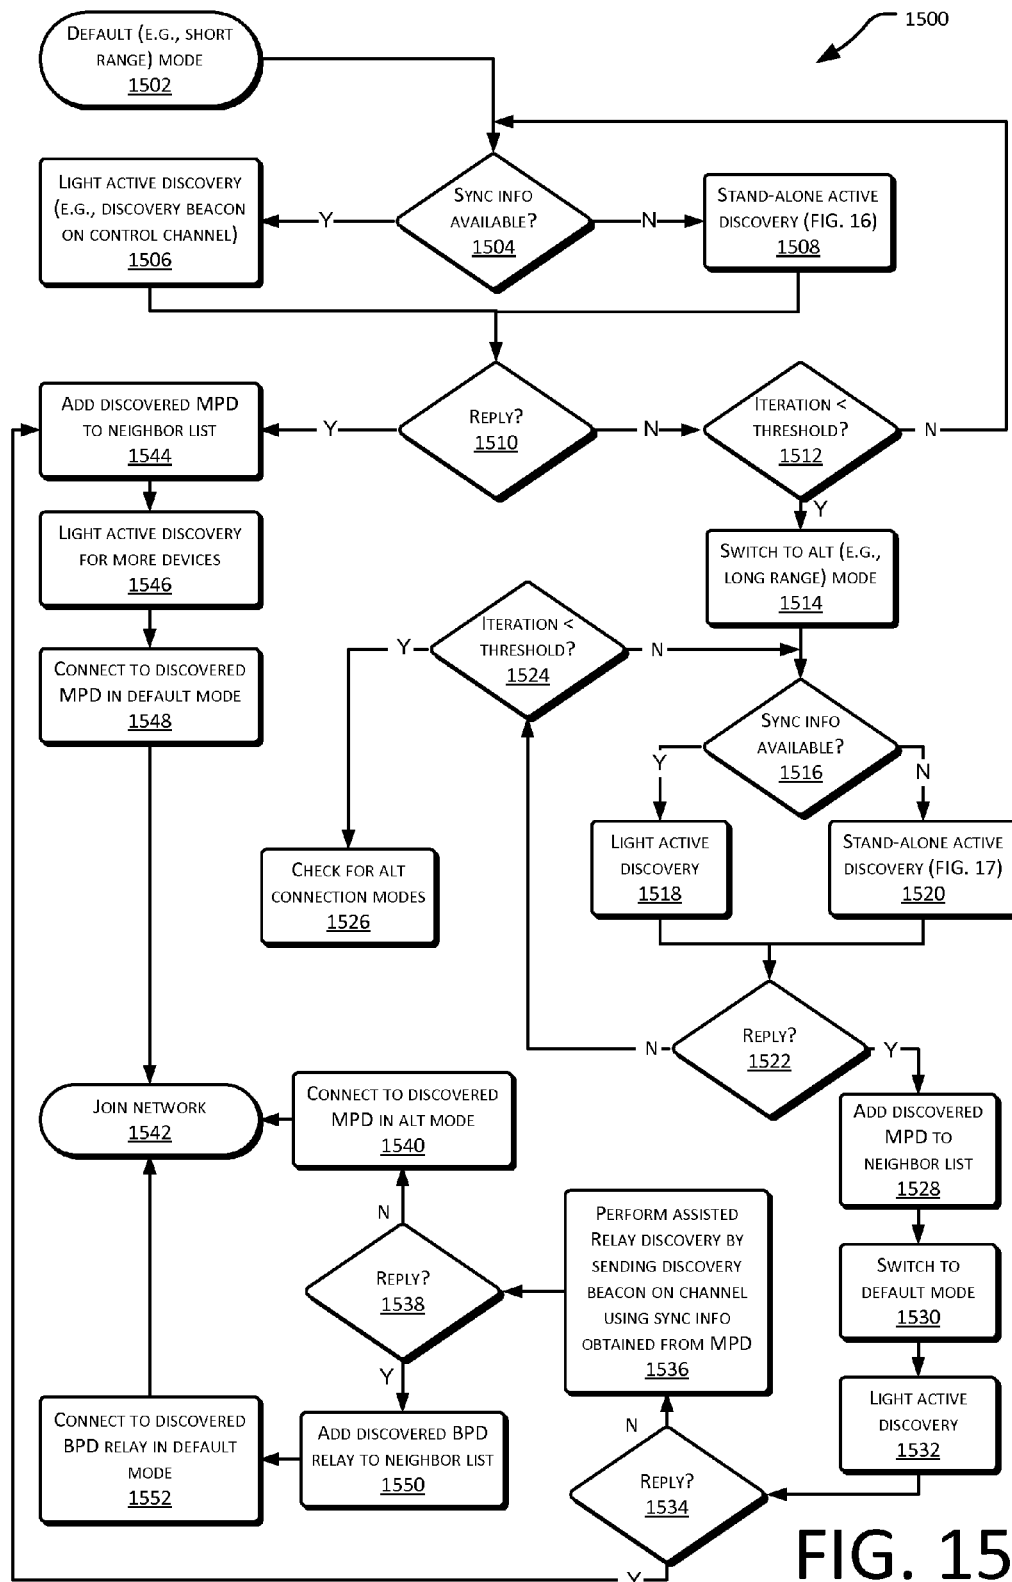 1500
DEFAULT (E.G., SHORT
RANGE) MODE
1502
LIGHT ACTIVE DISCOVERY
(E.G., DISCOVERY BEACON
ON CONTROL CHANNEL)
1506
Y
SYNC INFO
AVAILABLE?
1504
N
STAND-ALONE ACTIVE
DISCOVERY (FIG. 16)
1508
ADD DISCOVERED MPD
TO NEIGHBOR LIST
1544
Y
REPLY?
1510
N
ITERATION <
THRESHOLD?
1512
N
Y
LIGHT ACTIVE DISCOVERY
FOR MORE DEVICES
1546
SWITCH TO ALT (E.G.,
LONG RANGE) MODE
1514
CONNECT TO DISCOVERED
MPD IN DEFAULT MODE
1548
Y
ITERATION <
THRESHOLD?
1524
N
SYNC INFO
AVAILABLE?
1516
Y
N
CHECK FOR ALT
CONNECTION MODES
1526
LIGHT ACTIVE
DISCOVERY
1518
STAND-ALONE ACTIVE
DISCOVERY (FIG. 17)
1520
N
REPLY?
1522
Y
JOIN NETWORK
1542
CONNECT TO DISCOVERED
MPD IN ALT MODE
1540
ADD DISCOVERED
MPD TO
NEIGHBOR LIST
1528
N
REPLY?
1538
Y
PERFORM ASSISTED
RELAY DISCOVERY BY
SENDING DISCOVERY
BEACON ON CHANNEL
USING SYNC INFO
OBTAINED FROM MPD
1536
SWITCH TO
DEFAULT MODE
1530
LIGHT ACTIVE
DISCOVERY
1532
CONNECT TO DISCOVERED
BPD RELAY IN DEFAULT
MODE
1552
ADD DISCOVERED BPD
RELAY TO NEIGHBOR LIST
1550
N
REPLY?
1534
Y
FIG. 15